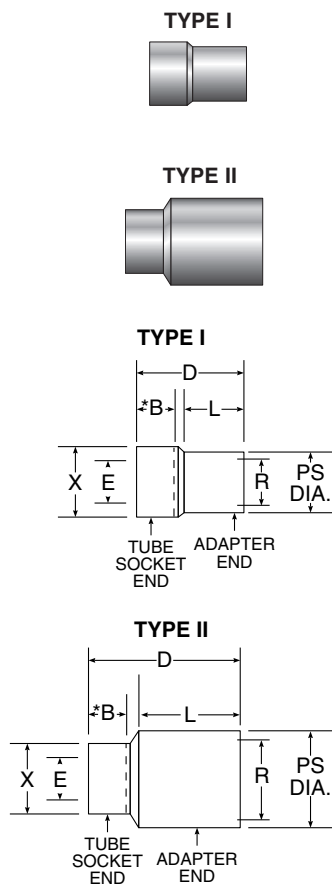 TYPE I
TYPE II
TYPE I
D
*B
L
X
E
R
PS
DIA.
TUBE
SOCKET
END
ADAPTER
END
TYPE II
D
*B
L
X
E
R
PS
DIA.
TUBE
SOCKET
END
ADAPTER
END